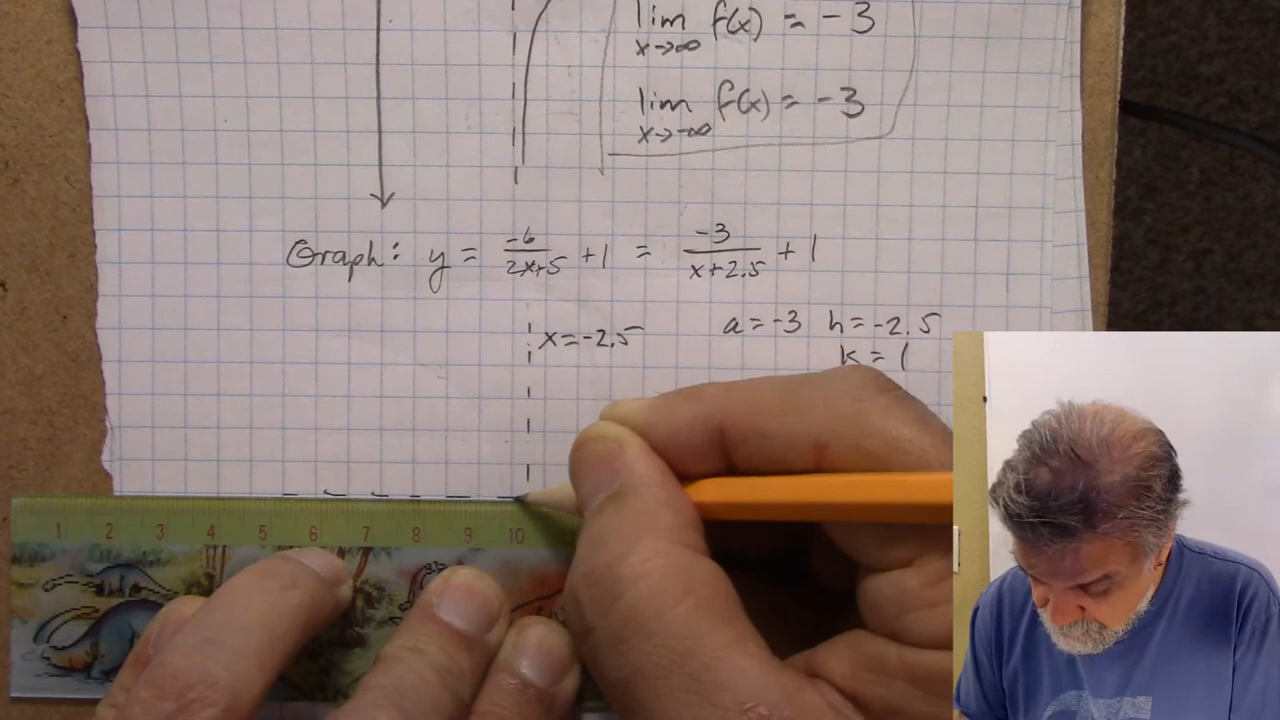 lim f(x) = -3
x→∞
lim f(x) = -3
x→-∞
Graph: y = -6/2x+5 +1 = -3/x+2.5 +1
x=-2.5
a=-3 h=-2.5
k=1
1 2 3 4 5 6 7 8 9 10